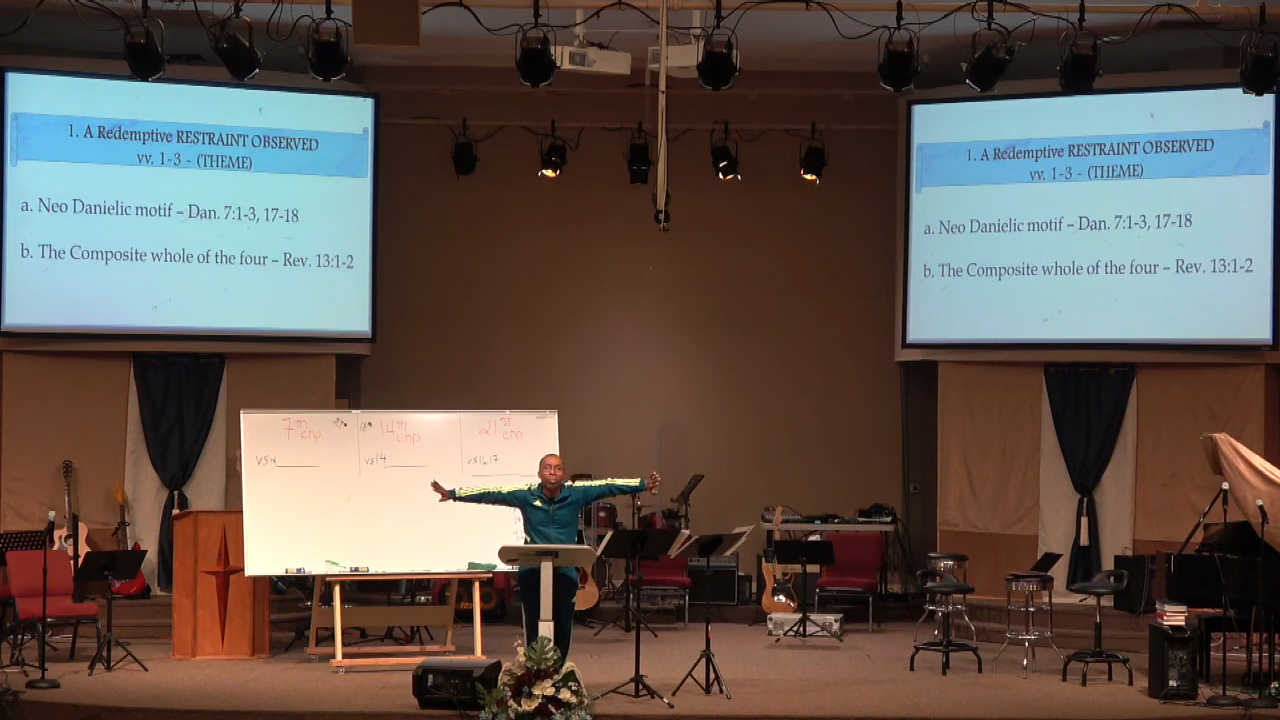 1. A Redemptive RESTRAINT OBSERVED
vv. 1-3 - (THEME)
a. Neo Danielic motif – Dan. 7:1-3, 17-18
b. The Composite whole of the four – Rev. 13:1-2
1. A Redemptive RESTRAINT OBSERVED
vv. 1-3 - (THEME)
a. Neo Danielic motif – Dan. 7:1-3, 17-18
b. The Composite whole of the four – Rev. 13:1-2
7th chp
14th chp
21st chp
vs14
vs16,17